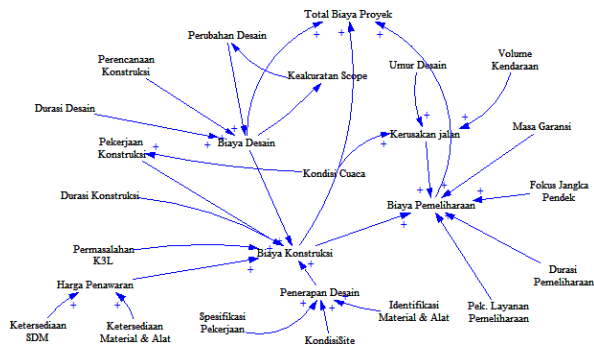 Total Biaya Proyek
Perubahan Desain
Perencanaan
Konstruksi
Keakuratan Scope
Umur Desain
Volume
Kendaraan
Durasi Desain
Biaya Desain
Kerusakan jalan
Masa Garansi
Pekerjaan
Konstruksi
Kondisi Cuaca
Fokus Jangka
Pendek
Durasi Konstruksi
Biaya Pemeliharaan
Permasalahan
K3L
Biaya Konstruksi
Harga Penawaran
Penerapan Desain
Durasi
Pemeliharaan
Ketersediaan
SDM
Ketersediaan
Material & Alat
Spesifikasi
Pekerjaan
KondisiSite
Identifikasi
Material & Alat
Pek. Layanan
Pemeliharaan